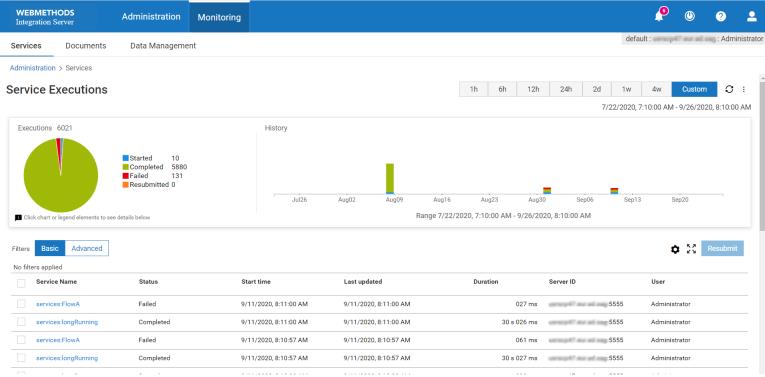 WEBMETHODS
Integration Server
Administration
Monitoring
6
?
default : : Administrator
Services
Documents
Data Management
Administration > Services
Service Executions
1h 6h 12h 24h 2d 1w 4w Custom
7/22/2020, 7:10:00 AM - 9/26/2020, 8:10:00 AM
Executions 6021
Started 10
Completed 5880
Failed 131
Resubmitted 0
Click chart or legend elements to see details below
History
Jul26 Aug02 Aug09 Aug16 Aug23 Aug30 Sep06 Sep13 Sep20
Range 7/22/2020, 7:10:00 AM - 9/26/2020, 8:10:00 AM
Filters Basic Advanced
Resubmit
No filters applied
Service Name Status Start time Last updated Duration Server ID User
services:FlowA Failed 9/11/2020, 8:11:00 AM 9/11/2020, 8:11:00 AM 027 ms :5555 Administrator
services:longRunning Completed 9/11/2020, 8:11:00 AM 9/11/2020, 8:11:00 AM 30 s 026 ms :5555 Administrator
services:FlowA Failed 9/11/2020, 8:10:57 AM 9/11/2020, 8:10:57 AM 061 ms :5555 Administrator
services:longRunning Completed 9/11/2020, 8:10:57 AM 9/11/2020, 8:10:57 AM 30 s 027 ms :5555 Administrator